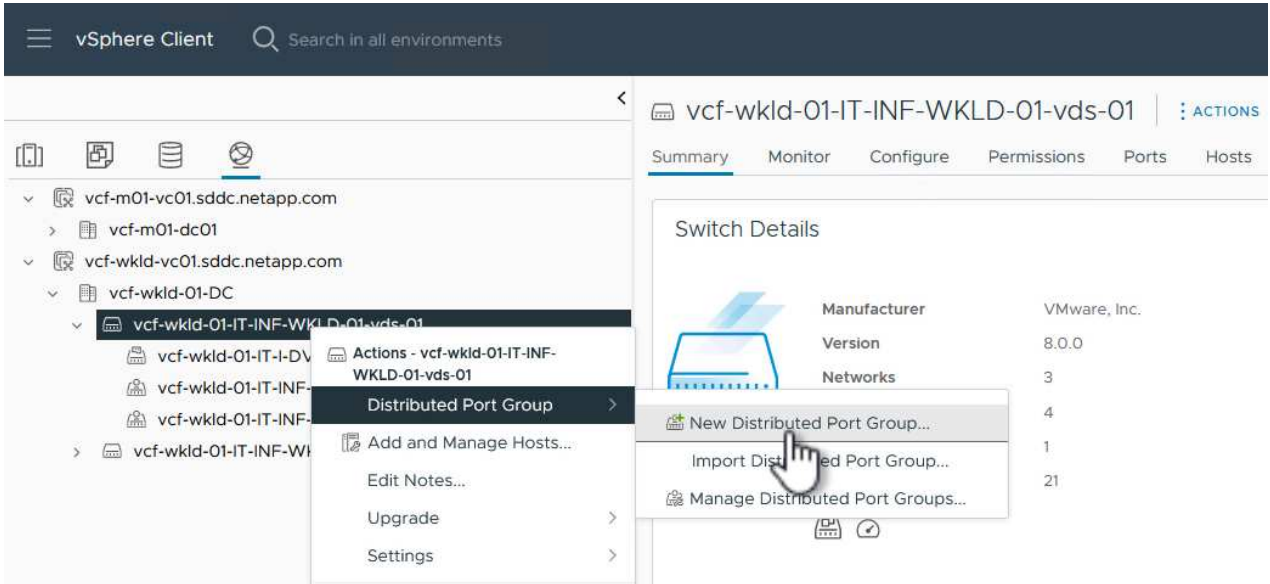 vSphere Client
Search in all environments
vcf-wkld-01-IT-INF-WKLD-01-vds-01
ACTIONS
Summary Monitor Configure Permissions Ports Hosts
vcf-m01-vc01.sddc.netapp.com
vcf-m01-dc01
vcf-wkld-vc01.sddc.netapp.com
vcf-wkld-01-DC
vcf-wkld-01-IT-INF-WKLD-01-vds-01
vcf-wkld-01-IT-I-DV
vcf-wkld-01-IT-INF-
vcf-wkld-01-IT-INF-
vcf-wkld-01-IT-INF-W
Actions - vcf-wkld-01-IT-INF-
WKLD-01-vds-01
Distributed Port Group
Add and Manage Hosts...
Edit Notes...
Upgrade
Settings
New Distributed Port Group...
Import Distributed Port Group...
Manage Distributed Port Groups...
Switch Details
Manufacturer VMware, Inc.
Version 8.0.0
Networks 3
4
1
21